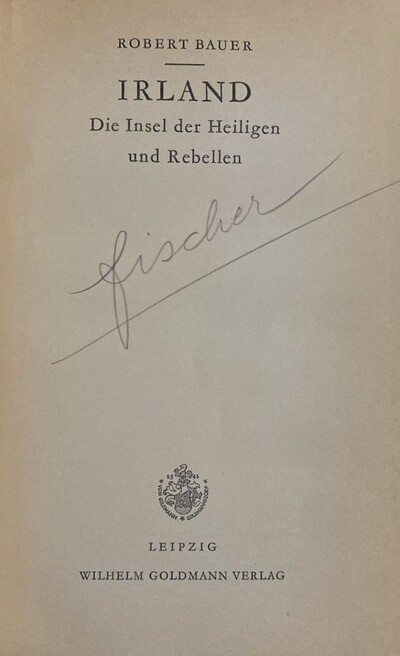 ROBERT BAUER
IRLAND
Die Insel der Heiligen
und Rebellen
fischer
LEIPZIG
WILHELM GOLDMANN VERLAG